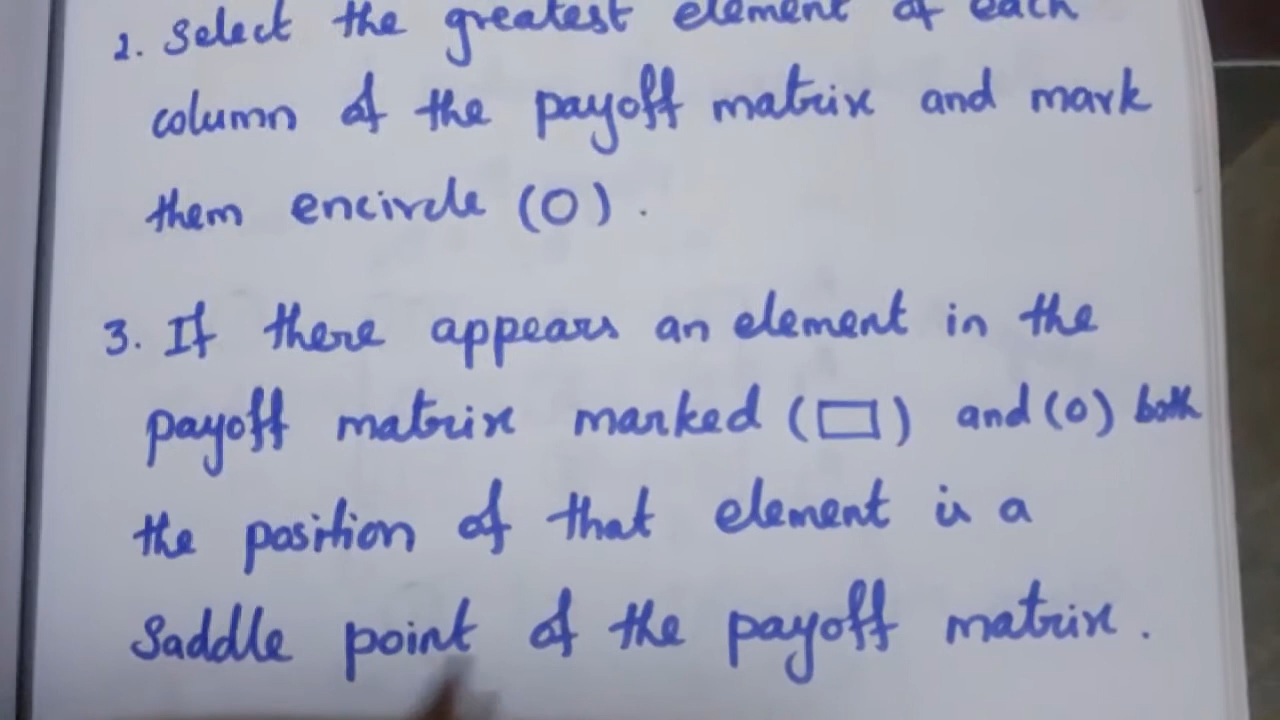 2. Select the greatest element of each
column of the payoff matrix and mark
them encircle (O).
3. If there appears an element in the
payoff matrix marked (□) and (O) both
the position of that element is a
Saddle point of the payoff matrix.